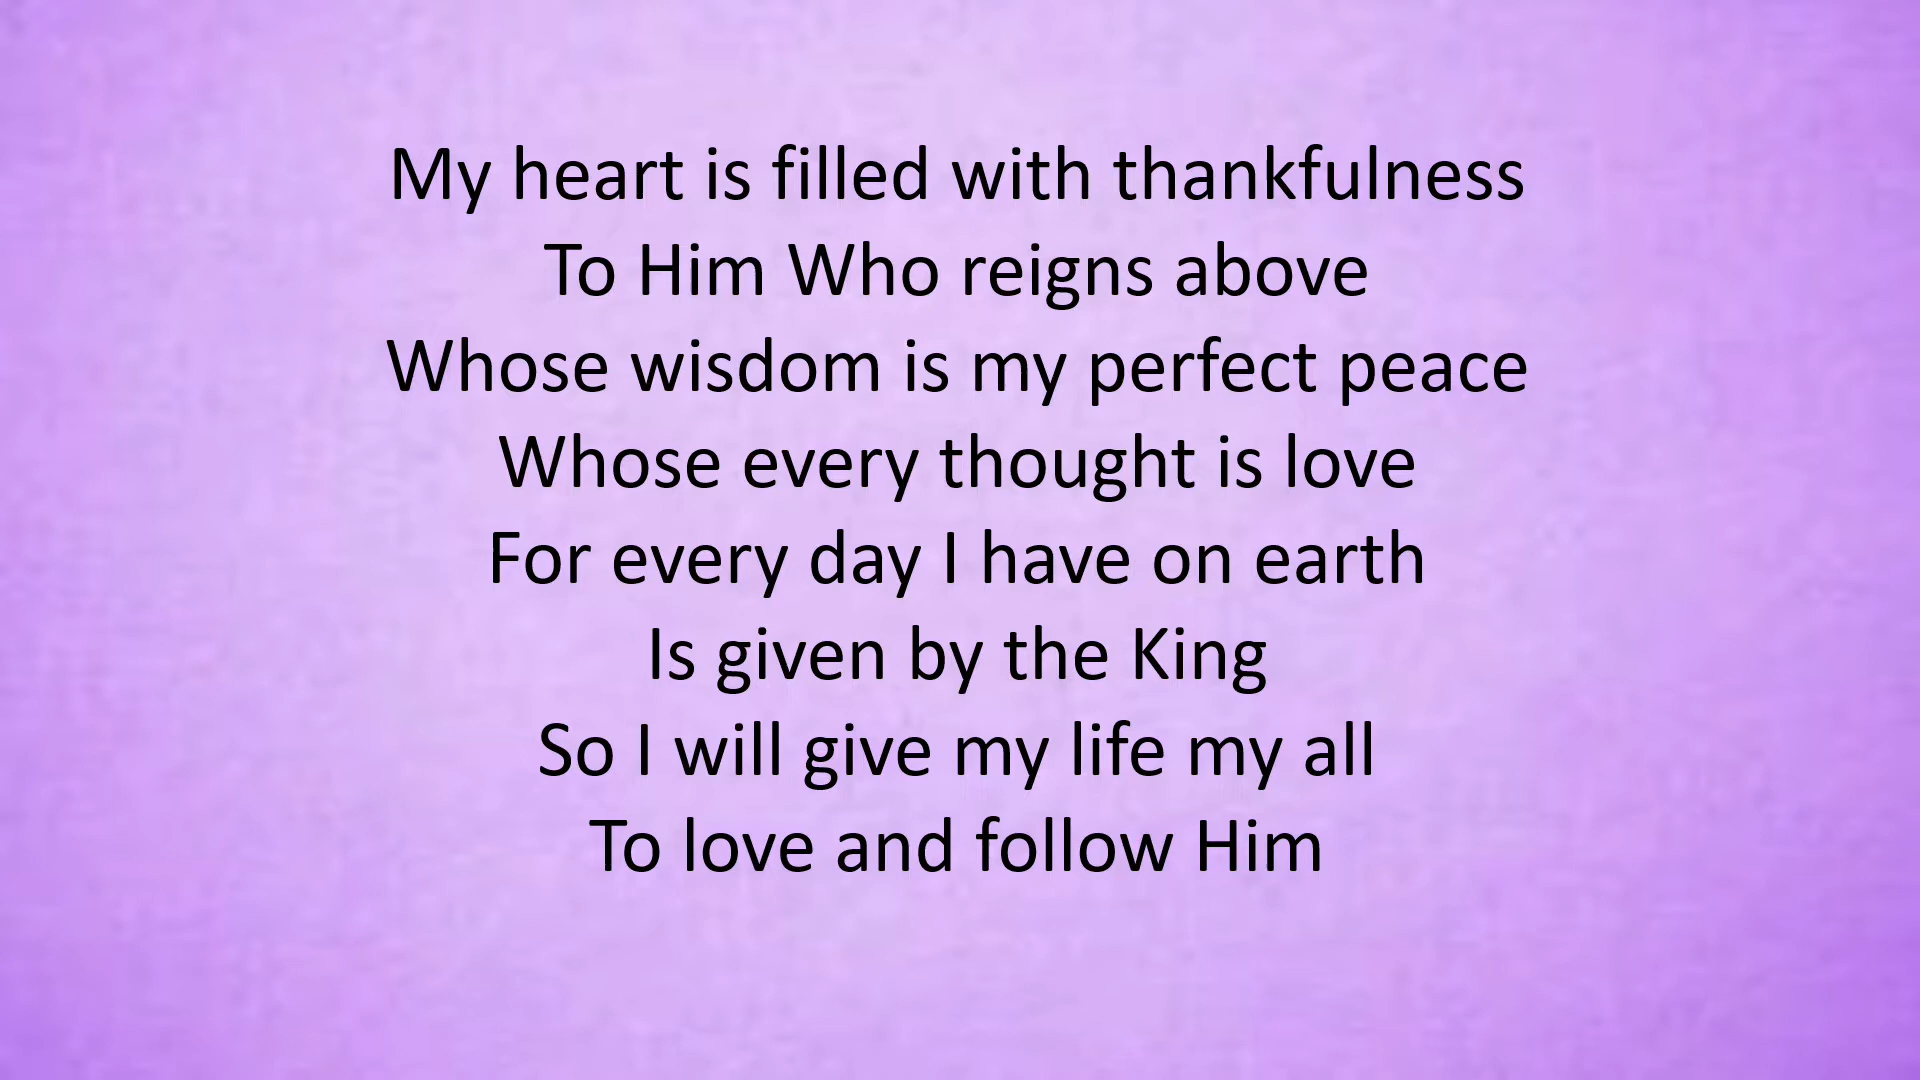 My heart is filled with thankfulness
To Him Who reigns above
Whose wisdom is my perfect peace
Whose every thought is love
For every day I have on earth
Is given by the King
So I will give my life my all
To love and follow Him